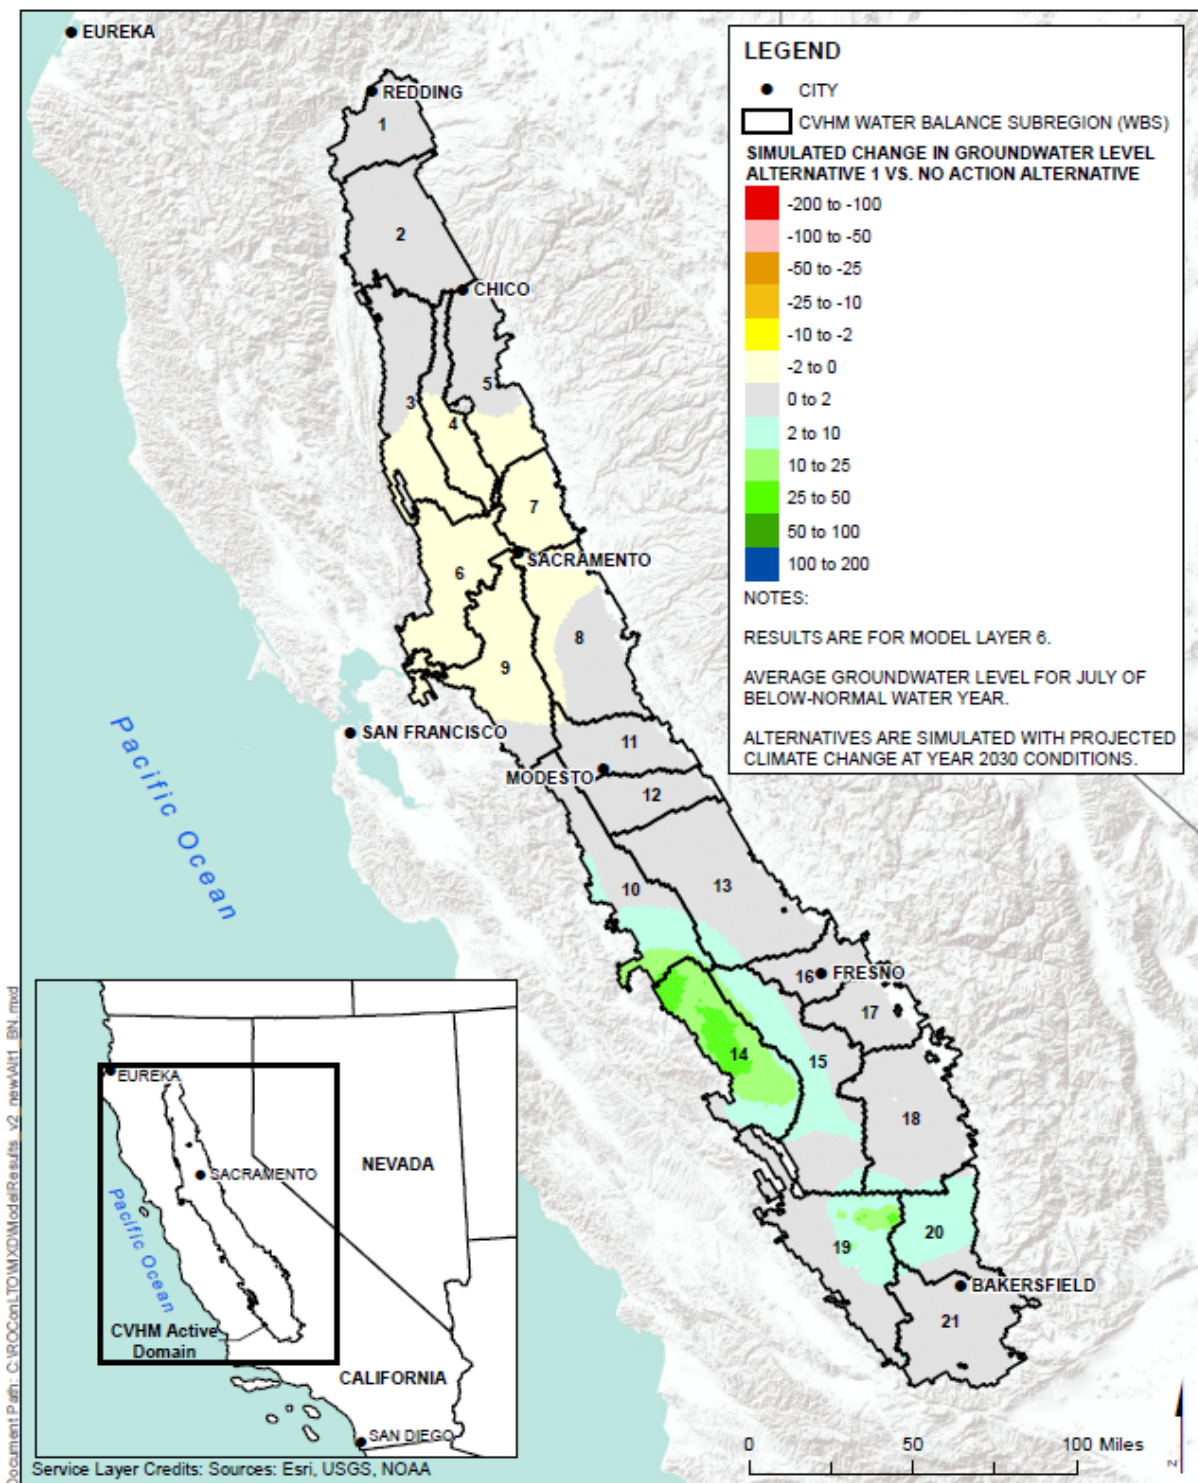 EUREKA
REDDING
1
2
CHICO
5
3
4
7
SACRAMENTO
6
8
9
SAN FRANCISCO
11
MODESTO
12
10
13
16
FRESNO
17
14
15
18
20
19
BAKERSFIELD
21
Pacific Ocean
LEGEND
CITY
CVHM WATER BALANCE SUBREGION (WBS)
SIMULATED CHANGE IN GROUNDWATER LEVEL
ALTERNATIVE 1 VS. NO ACTION ALTERNATIVE
-200 to -100
-100 to -50
-50 to -25
-25 to -10
-10 to -2
-2 to 0
0 to 2
2 to 10
10 to 25
25 to 50
50 to 100
100 to 200
NOTES:
RESULTS ARE FOR MODEL LAYER 6.
AVERAGE GROUNDWATER LEVEL FOR JULY OF
BELOW-NORMAL WATER YEAR.
ALTERNATIVES ARE SIMULATED WITH PROJECTED
CLIMATE CHANGE AT YEAR 2030 CONDITIONS.
EUREKA
SACRAMENTO
NEVADA
Pacific Ocean
CVHM Active
Domain
CALIFORNIA
SAN DIEGO
Service Layer Credits: Sources: Esri, USGS, NOAA
0 50 100 Miles
Z